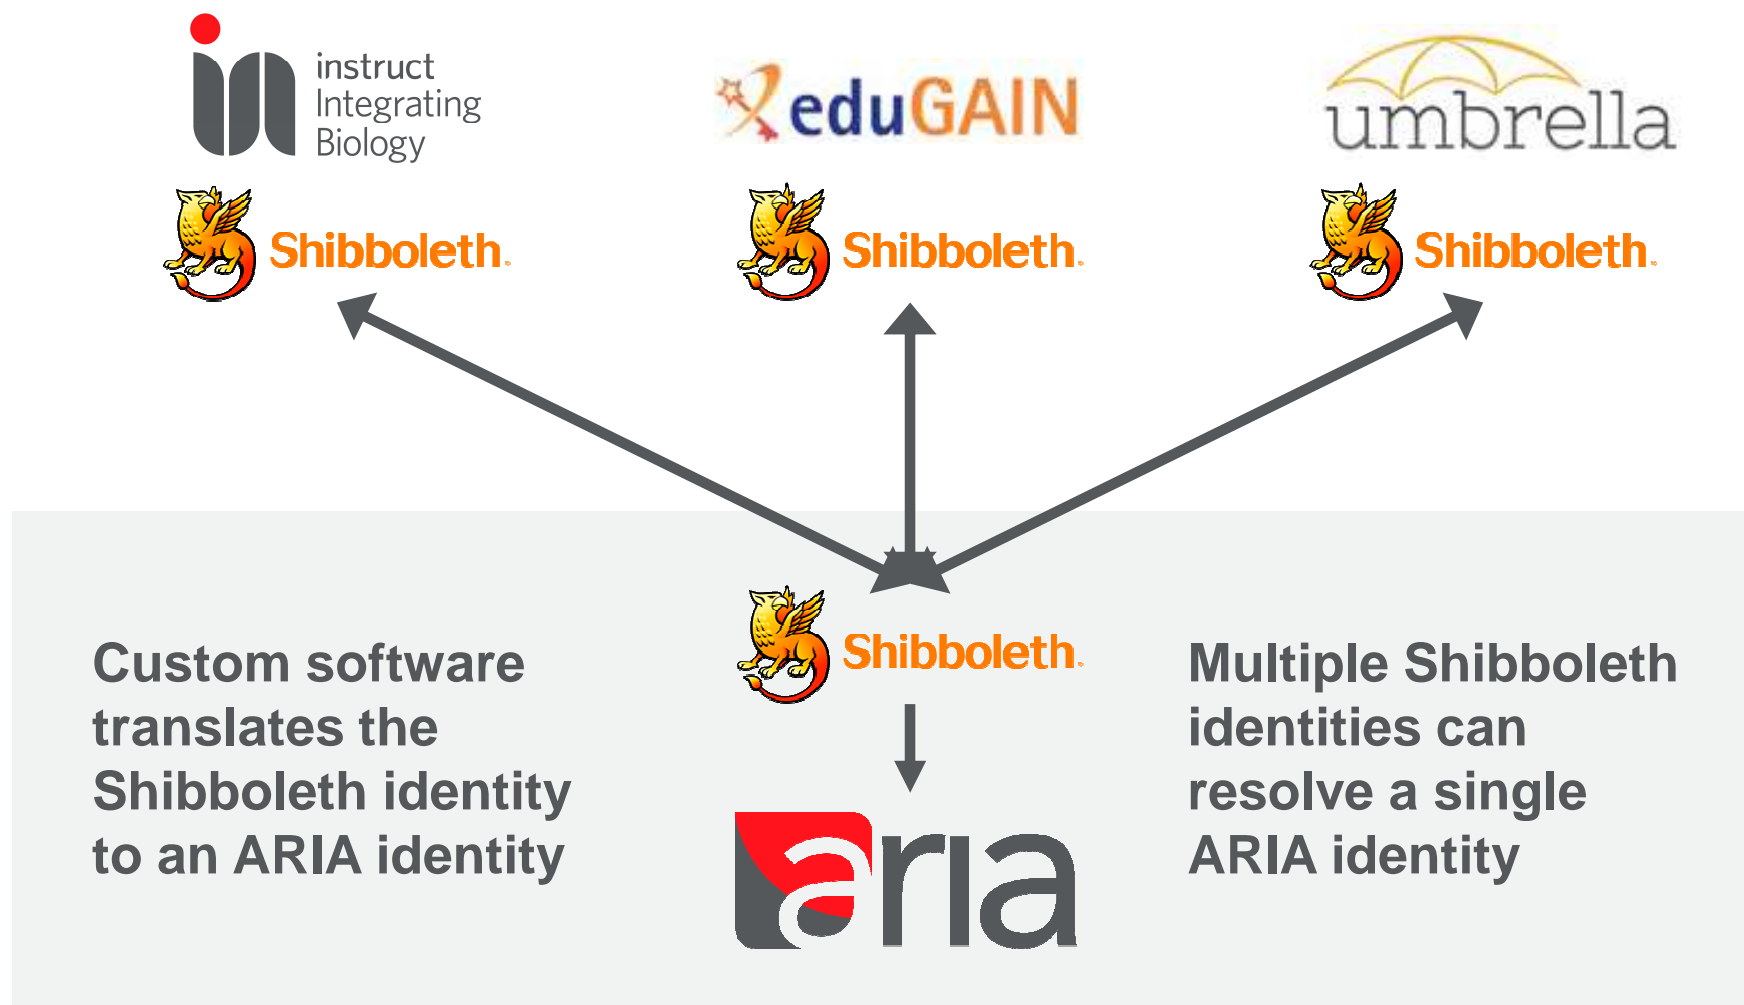 in
instruct
Integrating
Biology
eduGAIN
umbrella
Shibboleth.
Shibboleth.
Shibboleth.
Shibboleth.
Custom software
translates the
Shibboleth identity
to an ARIA identity
Multiple Shibboleth
identities can
resolve a single
ARIA identity
aria